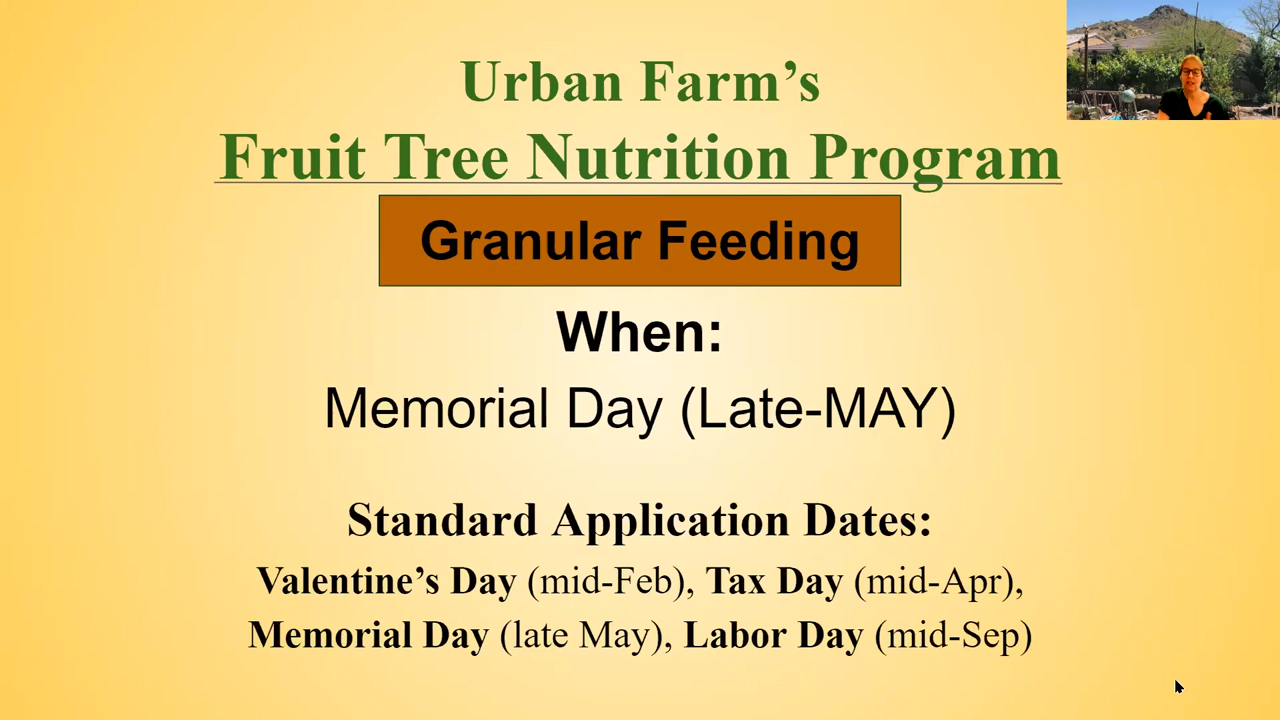 Urban Farm’s
Fruit Tree Nutrition Program
Granular Feeding
When:
Memorial Day (Late-MAY)
Standard Application Dates:
Valentine’s Day (mid-Feb), Tax Day (mid-Apr),
Memorial Day (late May), Labor Day (mid-Sep)